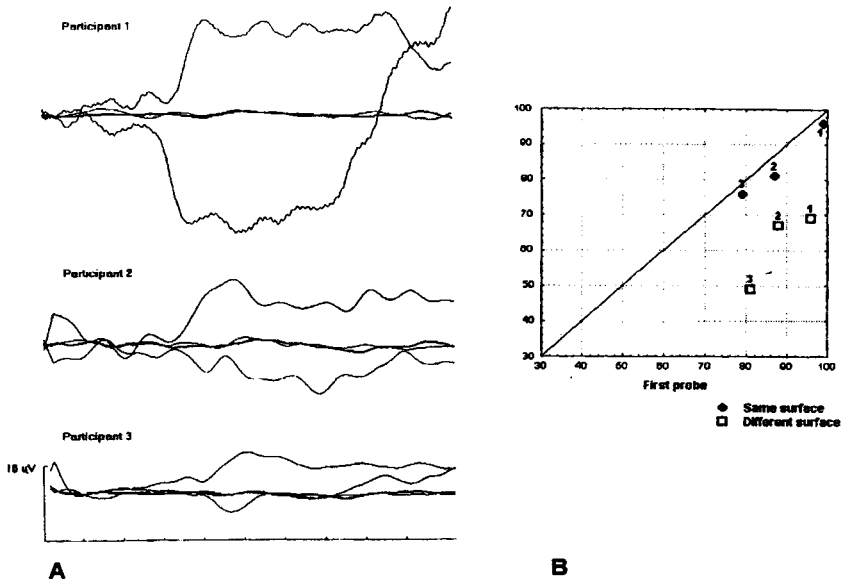 Participant 1
Participant 2
Participant 3
16 uV
A
100
90
80
70
60
50
40
30
30 40 50 60 70 80 90 100
First probe
1
2
3
1
2
3
Same surface
Different surface
B